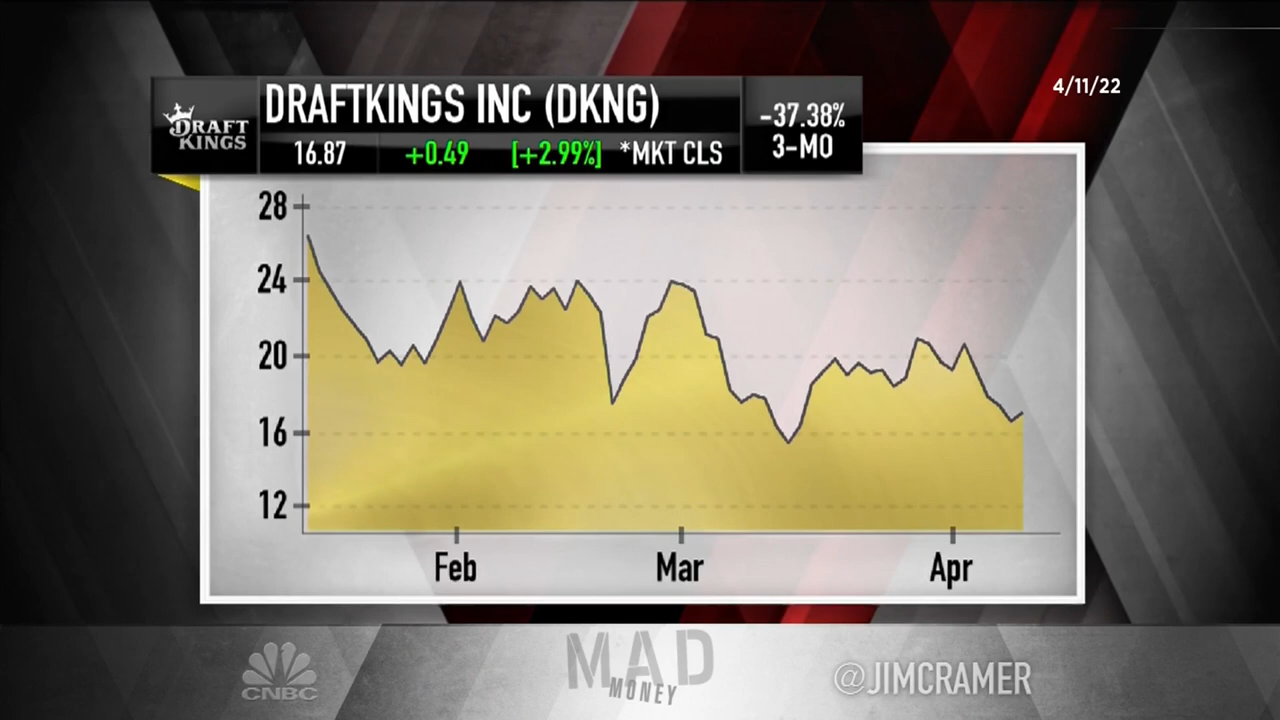 4/11/22
DRAFT
KINGS
DRAFTKINGS INC (DKNG)
16.87 +0.49 [+2.99%] *MKT CLS
-37.38%
3-MO
28
24
20
16
12
Feb Mar Apr
CNBC
MAD
MONEY
@JIMCRAMER